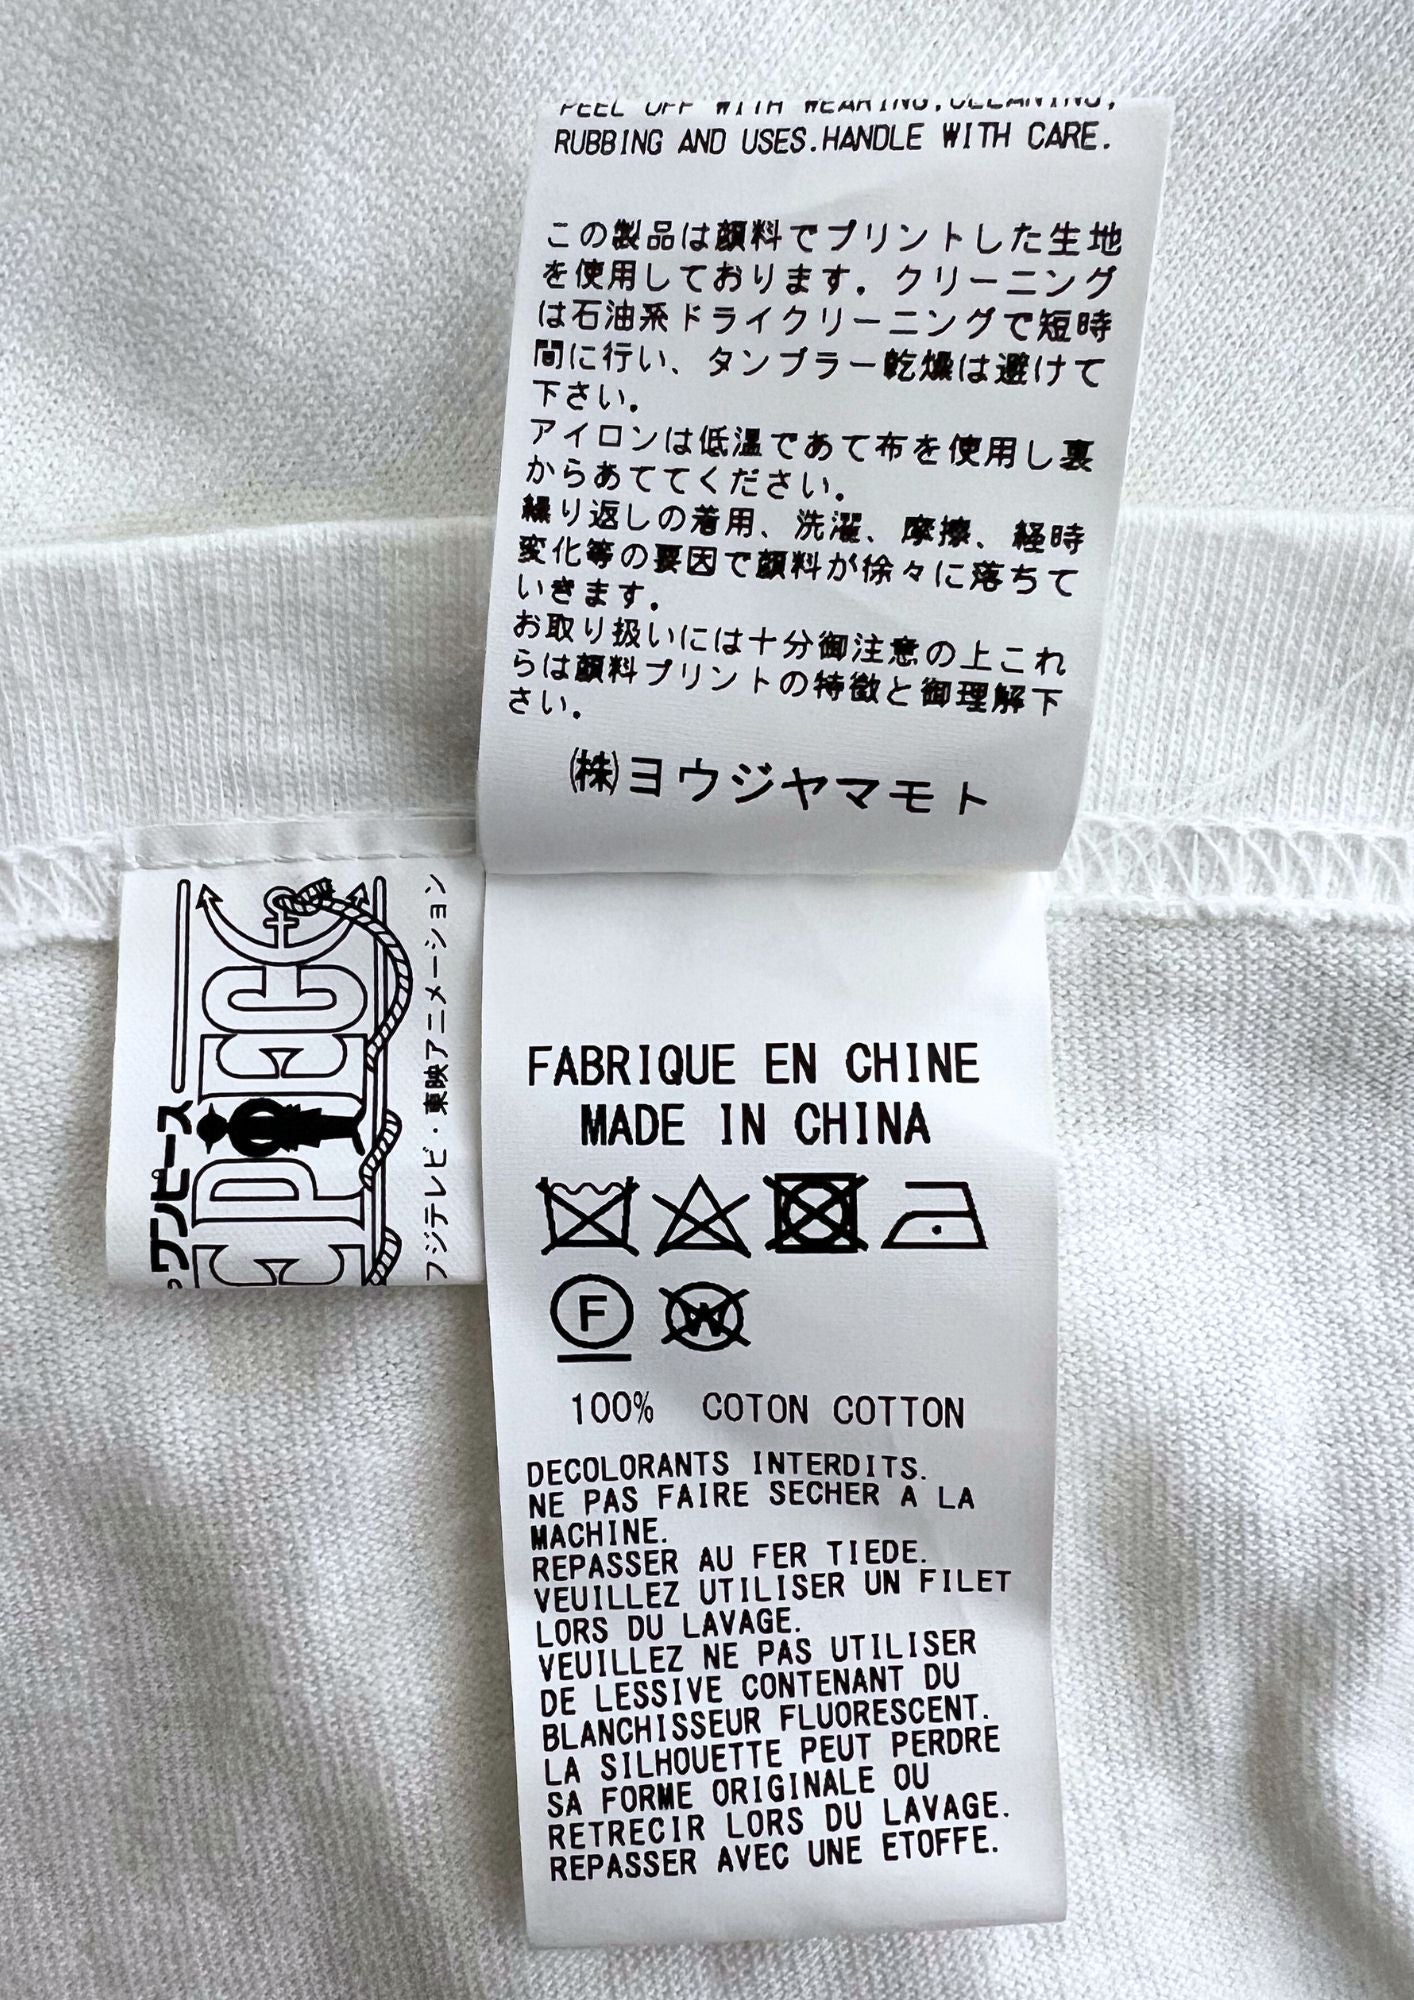 PEEL OFF WITH WEARING,CLEANING,
RUBBING AND USES.HANDLE WITH CARE.
この製品は顔料でプリントした生地
を使用しております．クリーニング
は石油系ドライクリーニングで短時
間に行い、タンブラー乾燥は避けて
下さい．
アイロンは低温であて布を使用し裏
からあててください．
繰り返しの着用、洗濯、摩擦、経時
変化等の要因で顔料が徐々に落ちて
いきます．
お取り扱いには十分御注意の上これ
らは顔料プリントの特徴と御理解下
さい．
㈱ヨウジヤマモト
PIEC
ワンピース
フジテレビ・東映アニメーション
FABRIQUE EN CHINE
MADE IN CHINA
F
W
100% COTON COTTON
DECOLORANTS INTERDITS.
NE PAS FAIRE SECHER A LA
MACHINE.
REPASSER AU FER TIEDE.
VEUILLEZ UTILISER UN FILET
LORS DU LAVAGE.
VEUILLEZ NE PAS UTILISER
DE LESSIVE CONTENANT DU
BLANCHISSEUR FLUORESCENT.
LA SILHOUETTE PEUT PERDRE
SA FORME ORIGINALE OU
RETRECIR LORS DU LAVAGE.
REPASSER AVEC UNE ETOFFE.